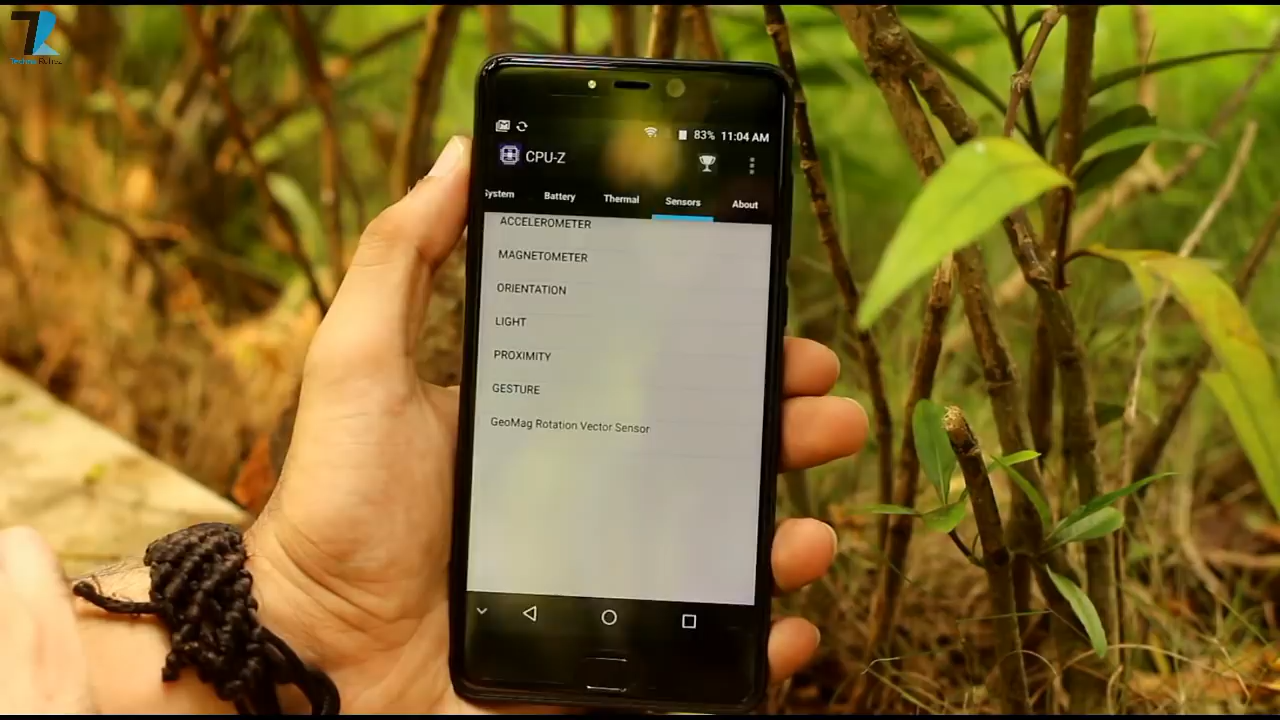 83% 11:04 AM
CPU-Z
System Battery Thermal Sensors About
ACCELEROMETER
MAGNETOMETER
ORIENTATION
LIGHT
PROXIMITY
GESTURE
GeoMag Rotation Vector Sensor